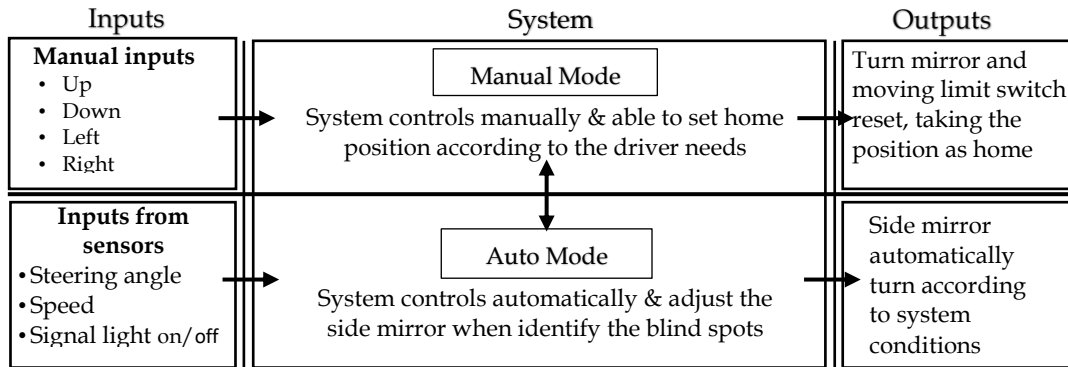 Inputs
System
Outputs
Manual inputs
• Up
• Down
• Left
• Right
Manual Mode
System controls manually & able to set home
position according to the driver needs
Turn mirror and
moving limit switch
reset, taking the
position as home
Inputs from
sensors
• Steering angle
• Speed
• Signal light on/off
Auto Mode
System controls automatically & adjust the
side mirror when identify the blind spots
Side mirror
automatically
turn according
to system
conditions